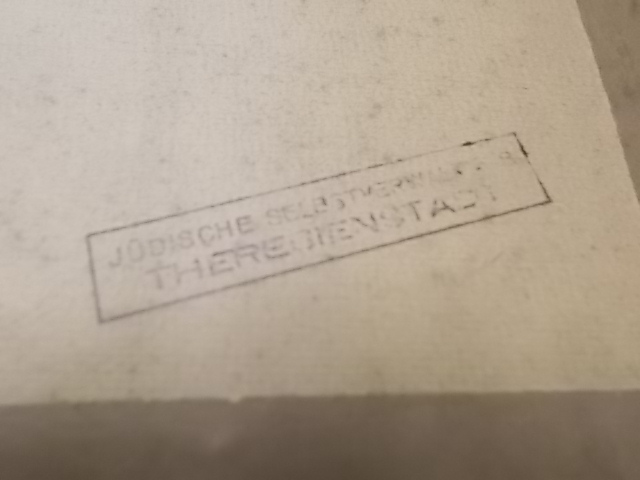 JÜDISCHE SELBSTVERWALTUNG
THERESIENSTADT